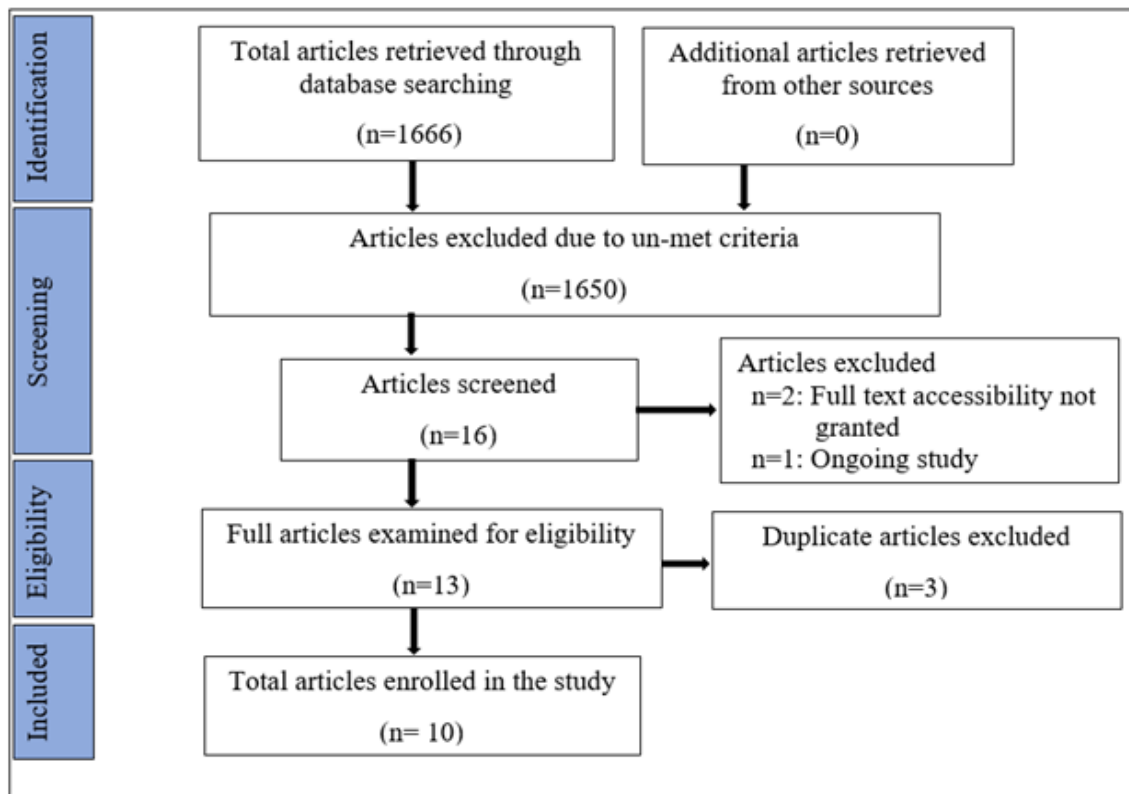 Identification
Total articles retrieved through
database searching
(n=1666)
Additional articles retrieved
from other sources
(n=0)
Screening
Articles excluded due to un-met criteria
(n=1650)
Articles screened
(n=16)
Articles excluded
n=2: Full text accessibility not
granted
n=1: Ongoing study
Eligibility
Full articles examined for eligibility
(n=13)
Duplicate articles excluded
(n=3)
Included
Total articles enrolled in the study
(n= 10)